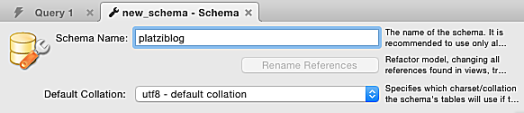 Query 1
new_schema - Schema
Schema Name: platziblog
The name of the schema. It is
recommended to use only al...
Rename References
Refactor model, changing all
references found in views, tr...
Default Collation: utf8 - default collation
Specifies which charset/collation
the schema's tables will use if t...